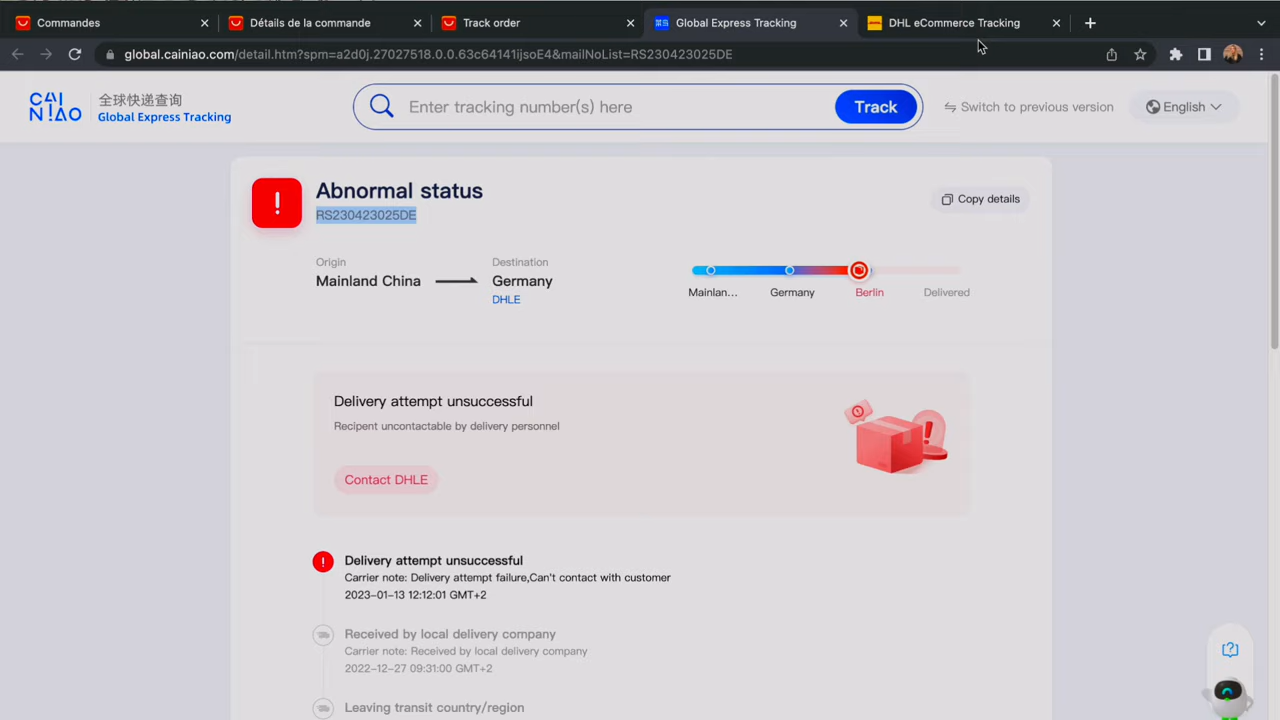 Commandes
Détails de la commande
Track order
Global Express Tracking
DHL eCommerce Tracking
global.cainiao.com/detail.htm?spm=a2d0j.27027518.0.0.63c64141ijsoE4&mailNoList=RS230423025DE
CAI
NIAO
全球快递查询
Global Express Tracking
Enter tracking number(s) here
Track
Switch to previous version
English
Abnormal status
RS230423025DE
Copy details
Origin
Mainland China
Destination
Germany
DHLE
Mainlan...
Germany
Berlin
Delivered
Delivery attempt unsuccessful
Recipent uncontactable by delivery personnel
Contact DHLE
Delivery attempt unsuccessful
Carrier note: Delivery attempt failure,Can't contact with customer
2023-01-13 12:12:01 GMT+2
Received by local delivery company
Carrier note: Received by local delivery company
2022-12-27 09:31:00 GMT+2
Leaving transit country/region